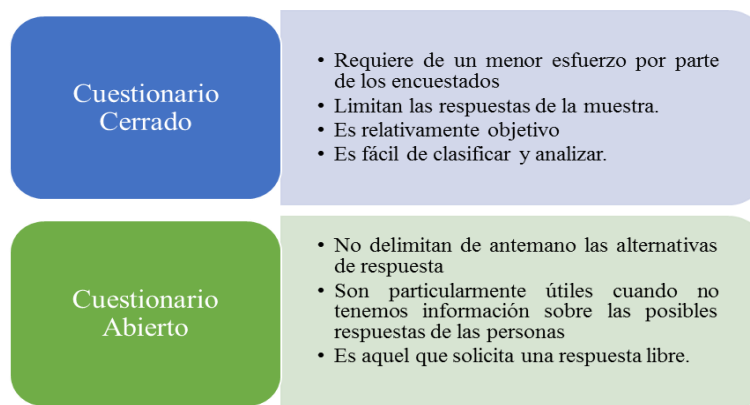 Cuestionario
Cerrado
• Requiere de un menor esfuerzo por parte
de los encuestados
• Limitan las respuestas de la muestra.
• Es relativamente objetivo
• Es fácil de clasificar y analizar.
Cuestionario
Abierto
• No delimitan de antemano las alternativas
de respuesta
• Son particularmente útiles cuando no
tenemos información sobre las posibles
respuestas de las personas
• Es aquel que solicita una respuesta libre.